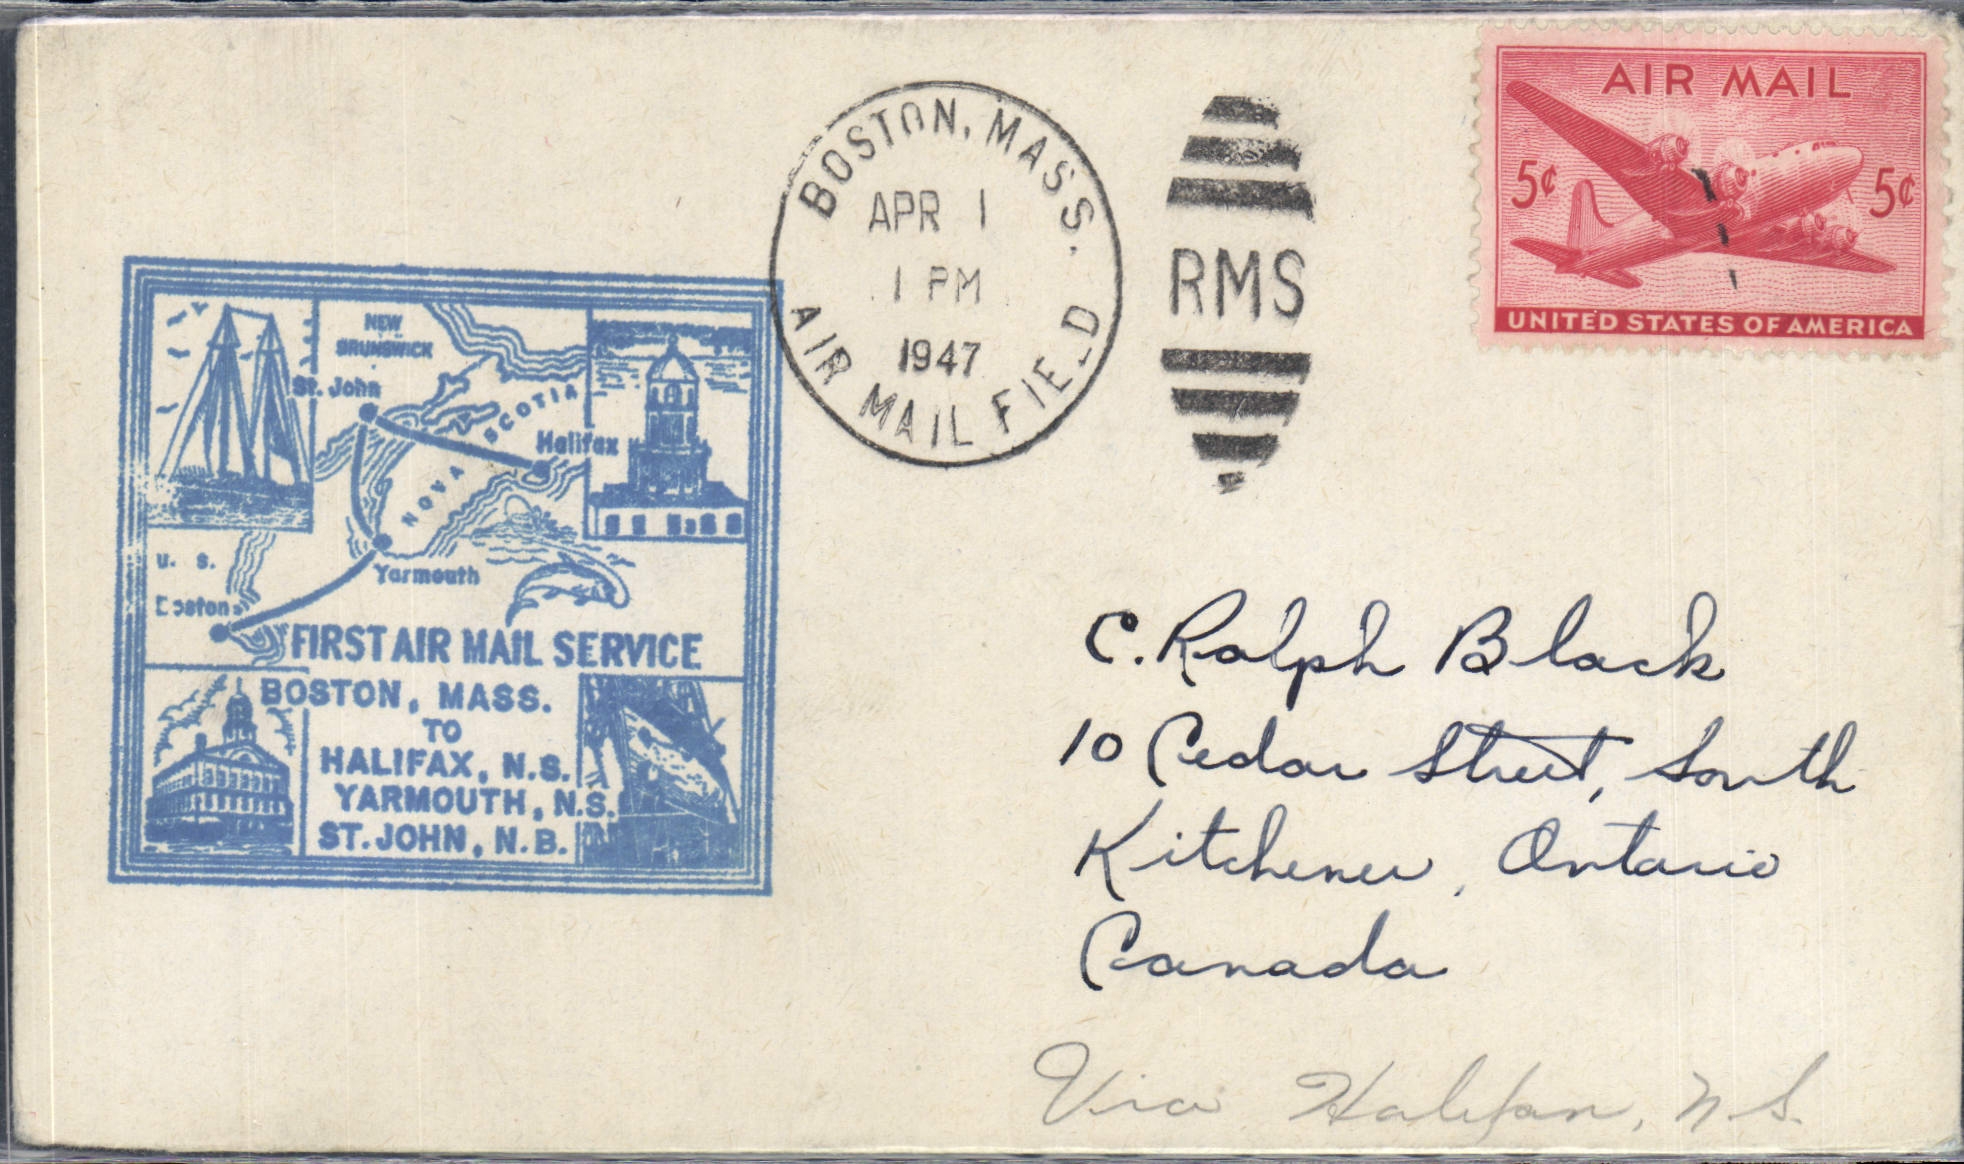 BOSTON, MASS.
APR 1
1 PM
1947
AIR MAIL FIELD
RMS
AIR MAIL
5¢ 5¢
UNITED STATES OF AMERICA
NEW
BRUNSWICK
St. John
NOVA SCOTIA
Halifax
U. S.
Yarmouth
Boston
FIRST AIR MAIL SERVICE
BOSTON, MASS.
TO
HALIFAX, N.S.
YARMOUTH, N.S.
ST. JOHN, N.B.
C. Ralph Black
10 Cedar Street, South
Kitchener, Ontario
Canada
Via Halifax, N.S.